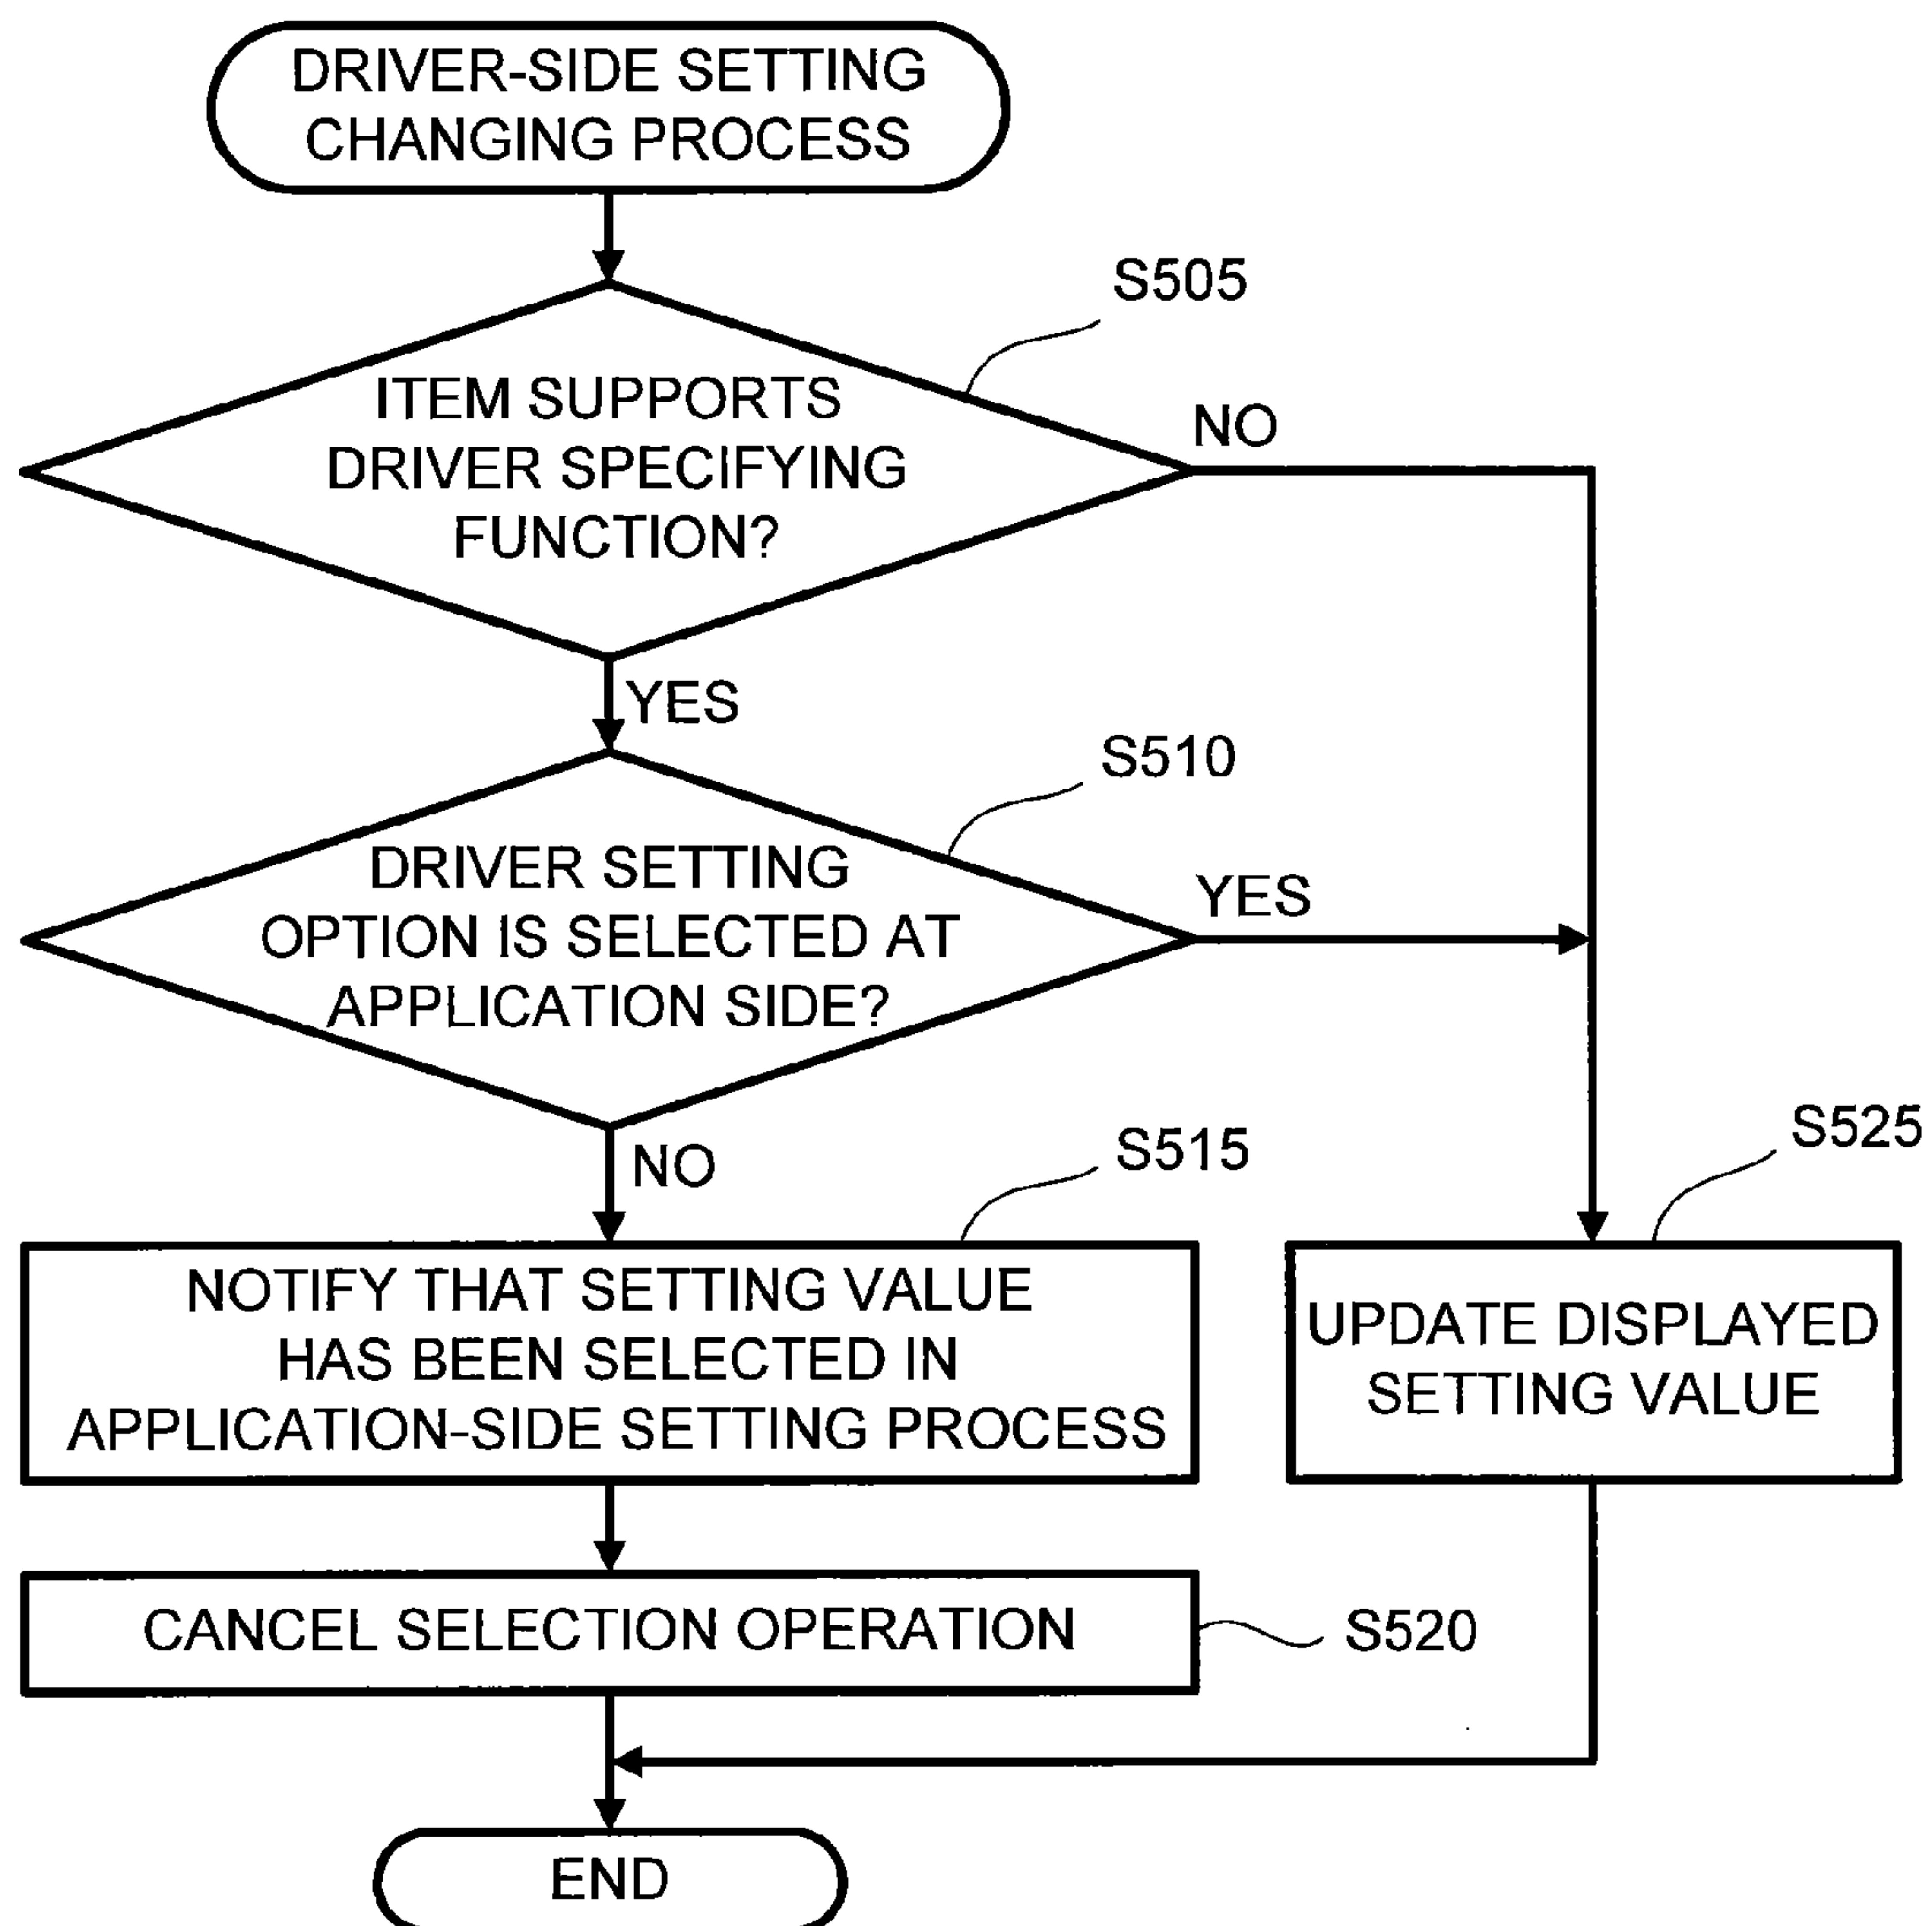 DRIVER-SIDE SETTING
CHANGING PROCESS
S505
ITEM SUPPORTS
DRIVER SPECIFYING
FUNCTION?
NO
YES
S510
DRIVER SETTING
OPTION IS SELECTED AT
APPLICATION SIDE?
YES
NO
S515
S525
NOTIFY THAT SETTING VALUE
HAS BEEN SELECTED IN
APPLICATION-SIDE SETTING PROCESS
UPDATE DISPLAYED
SETTING VALUE
CANCEL SELECTION OPERATION
S520
END